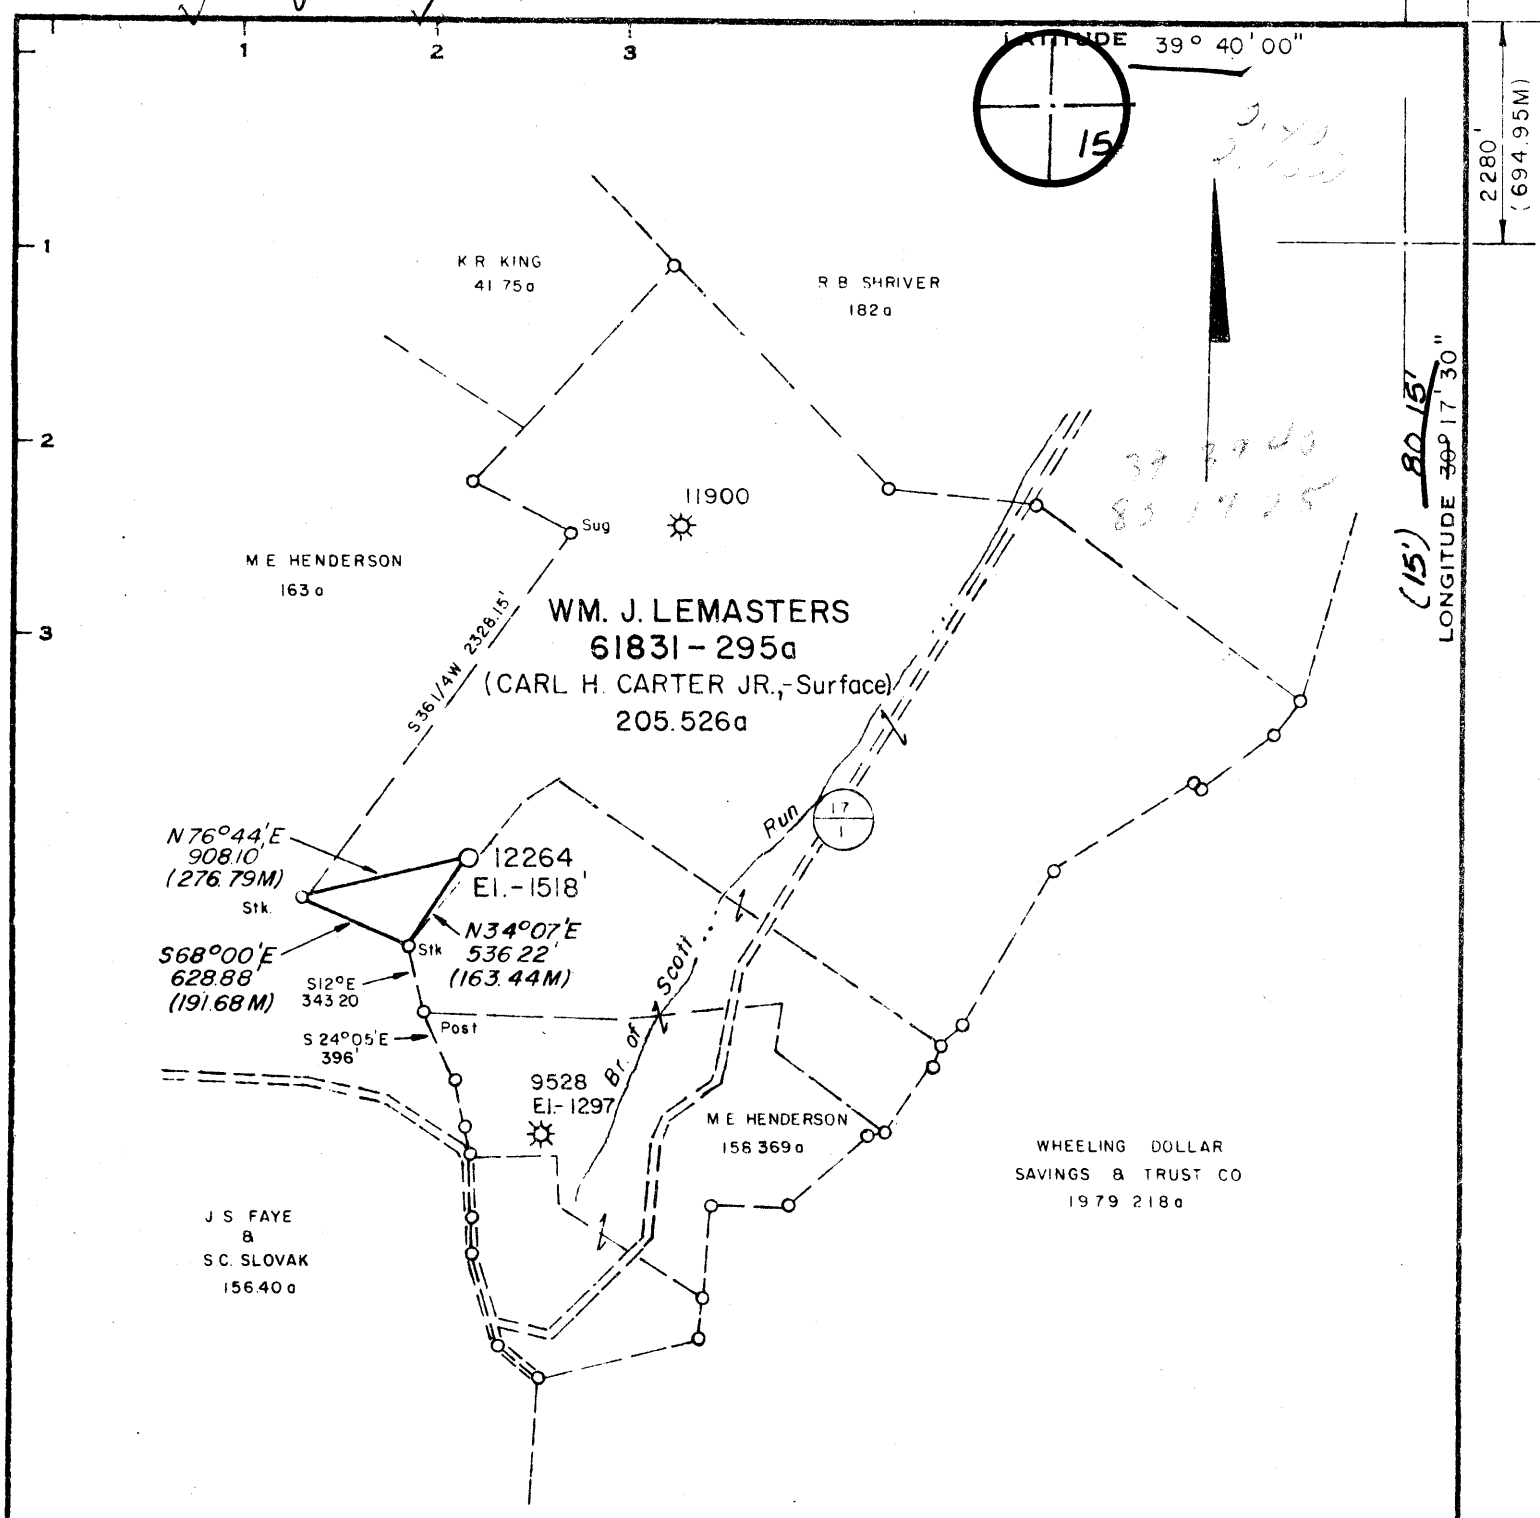 1 2 3
LATITUDE 39° 40' 00"
15
2280'
(694.95M)
1
2
3
K R KING
41 75a
R B SHRIVER
182a
(15') 80 15'
LONGITUDE 30° 17' 30"
11900
Sug
M E HENDERSON
163a
S 36 1/4W 2328.15'
WM. J. LEMASTERS
61831-295a
(CARL H. CARTER JR.,-Surface)
205.526a
17
1
N 76°44'E
908.10'
(276.79M)
Stk.
12264
El.-1518'
N34°07'E
536 22'
(163.44M)
Stk
S68°00'E
628.88'
(191.68M)
S12°E
343 20
Post
S 24°05'E
396'
Br. of Scott Run
9528
El-1297
M E HENDERSON
158 369a
WHEELING DOLLAR
SAVINGS & TRUST CO
1979 218a
J S FAYE
&
S C. SLOVAK
156.40a